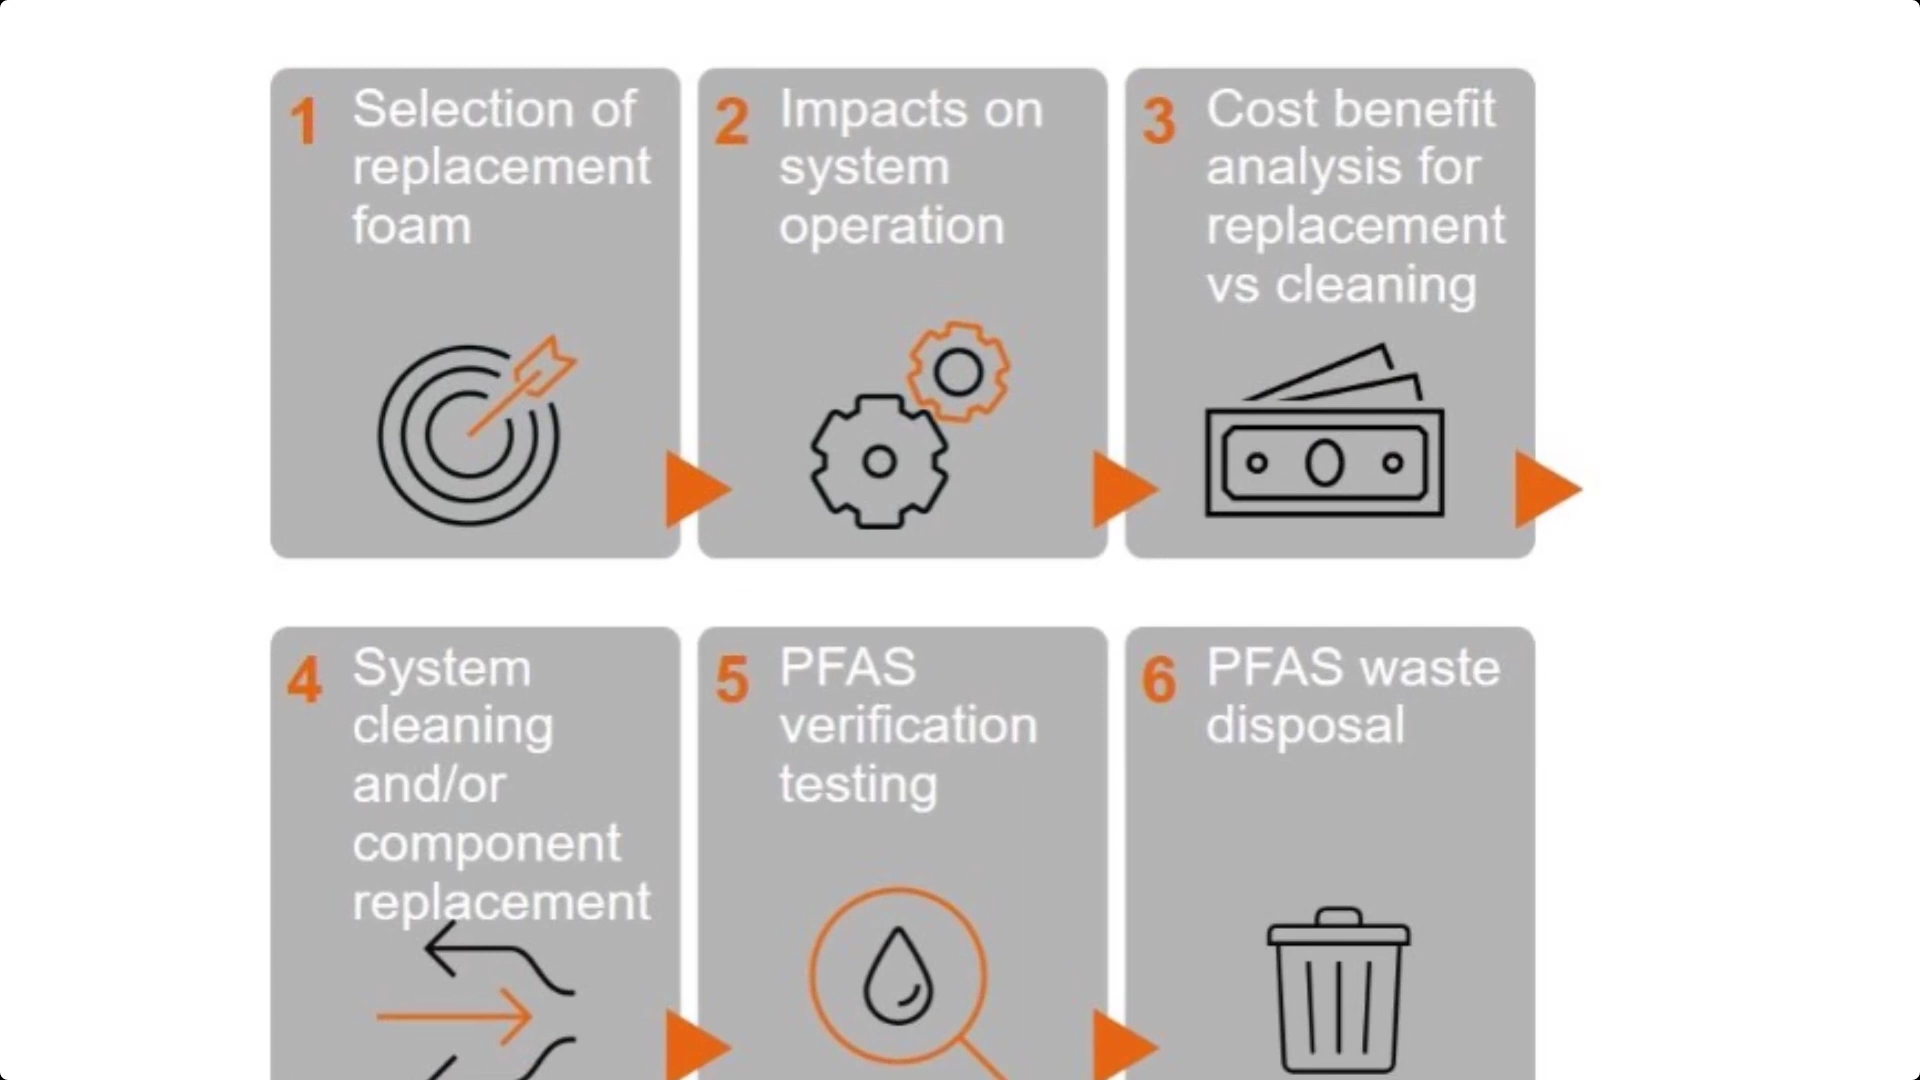 1 Selection of
replacement
foam
2 Impacts on
system
operation
3 Cost benefit
analysis for
replacement
vs cleaning
4 System
cleaning
and/or
component
replacement
5 PFAS
verification
testing
6 PFAS waste
disposal